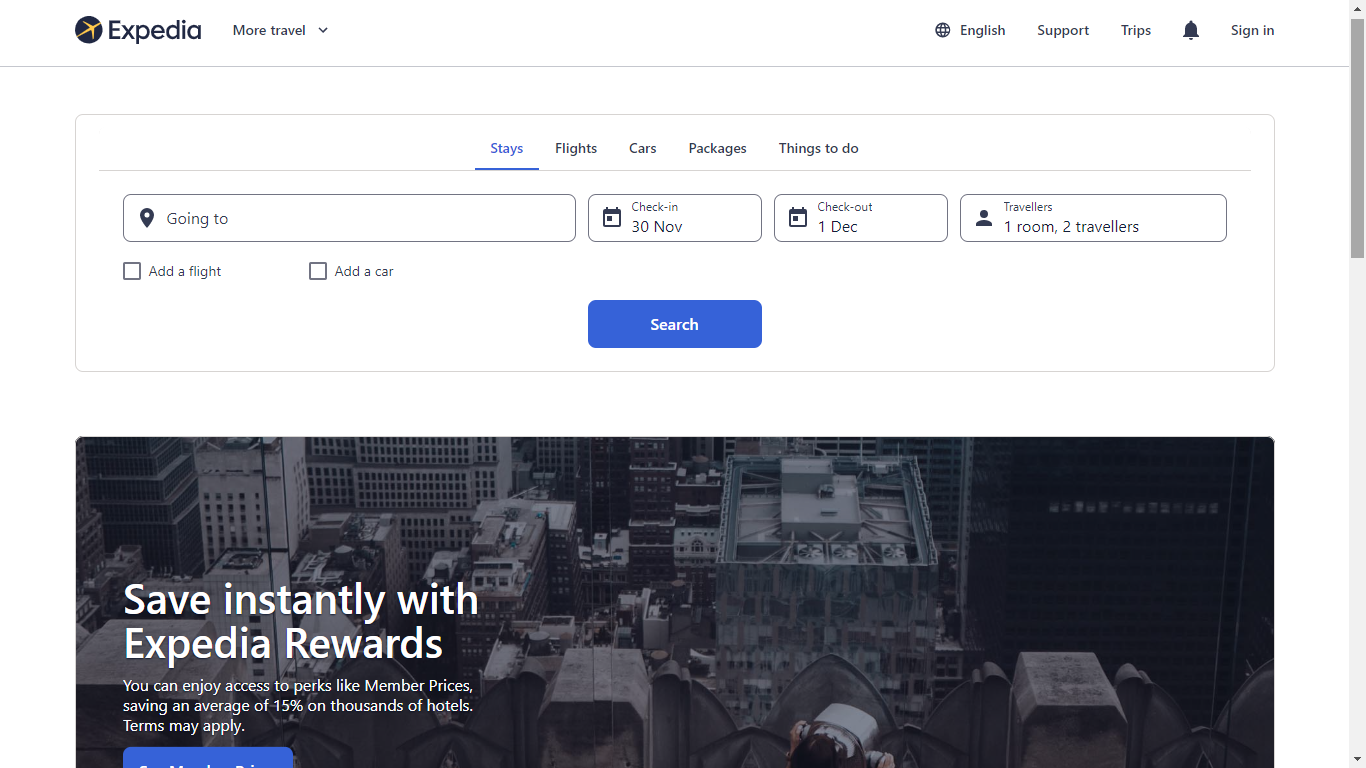 Expedia
More travel
English
Support
Trips
Sign in
Stays
Flights
Cars
Packages
Things to do
Going to
Check-in
30 Nov
Check-out
1 Dec
Travellers
1 room, 2 travellers
Add a flight
Add a car
Search
Save instantly with
Expedia Rewards
You can enjoy access to perks like Member Prices,
saving an average of 15% on thousands of hotels.
Terms may apply.